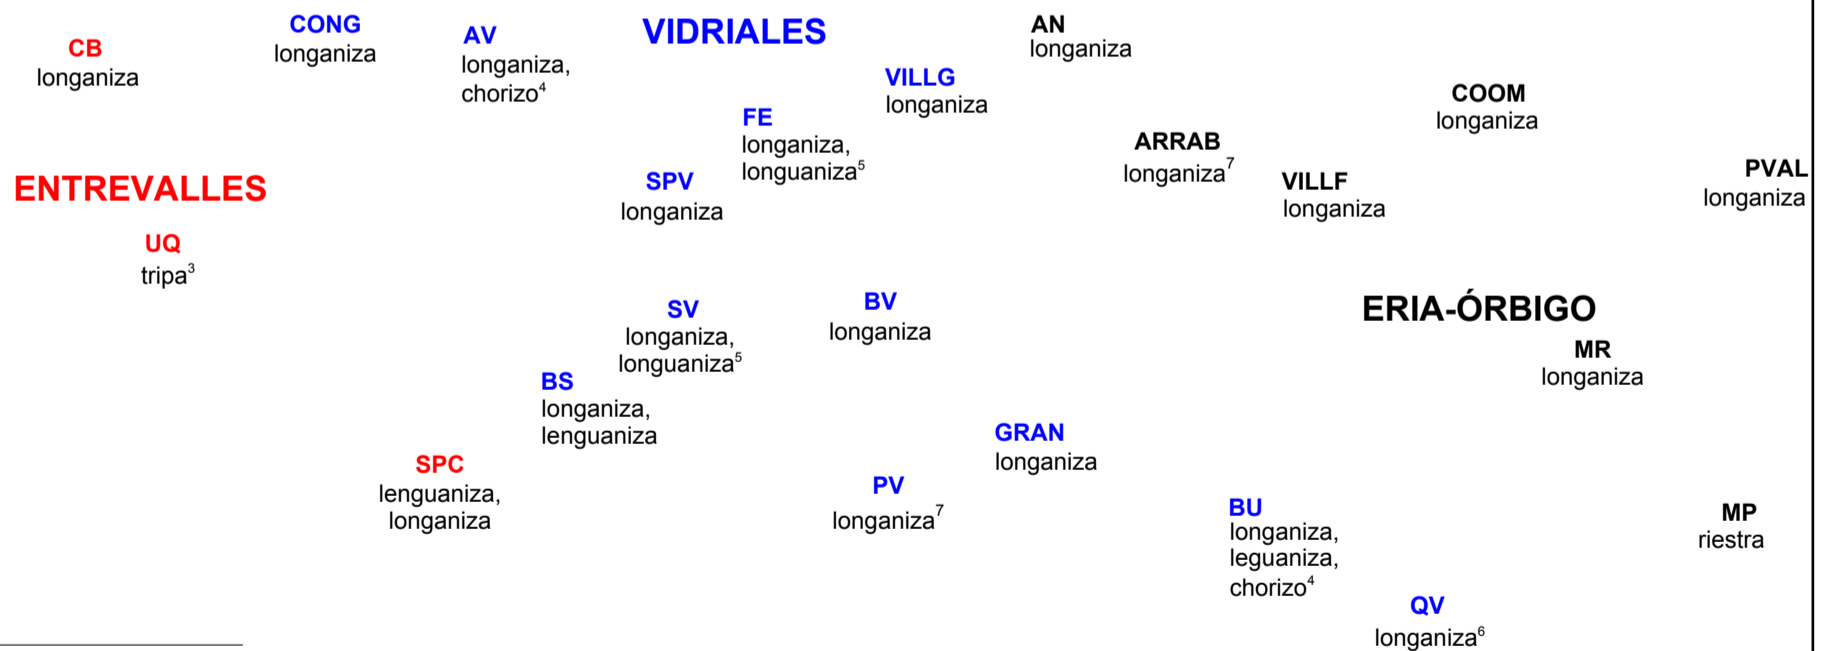 CONG
longaniza
AV
longaniza,
chorizo⁴
VIDRIALES
AN
longaniza
CB
longaniza
VILLG
longaniza
COOM
longaniza
FE
longaniza,
longuaniza⁵
ARRAB
longaniza⁷
PVAL
longaniza
ENTREVALLES
SPV
longaniza
VILLF
longaniza
UQ
tripa³
SV
longaniza,
longuaniza⁵
BV
longaniza
ERIA-ÓRBIGO
MR
longaniza
BS
longaniza,
lenguaniza
GRAN
longaniza
SPC
lenguaniza,
longaniza
PV
longaniza⁷
BU
longaniza,
leguaniza,
chorizo⁴
MP
riestra
QV
longaniza⁶